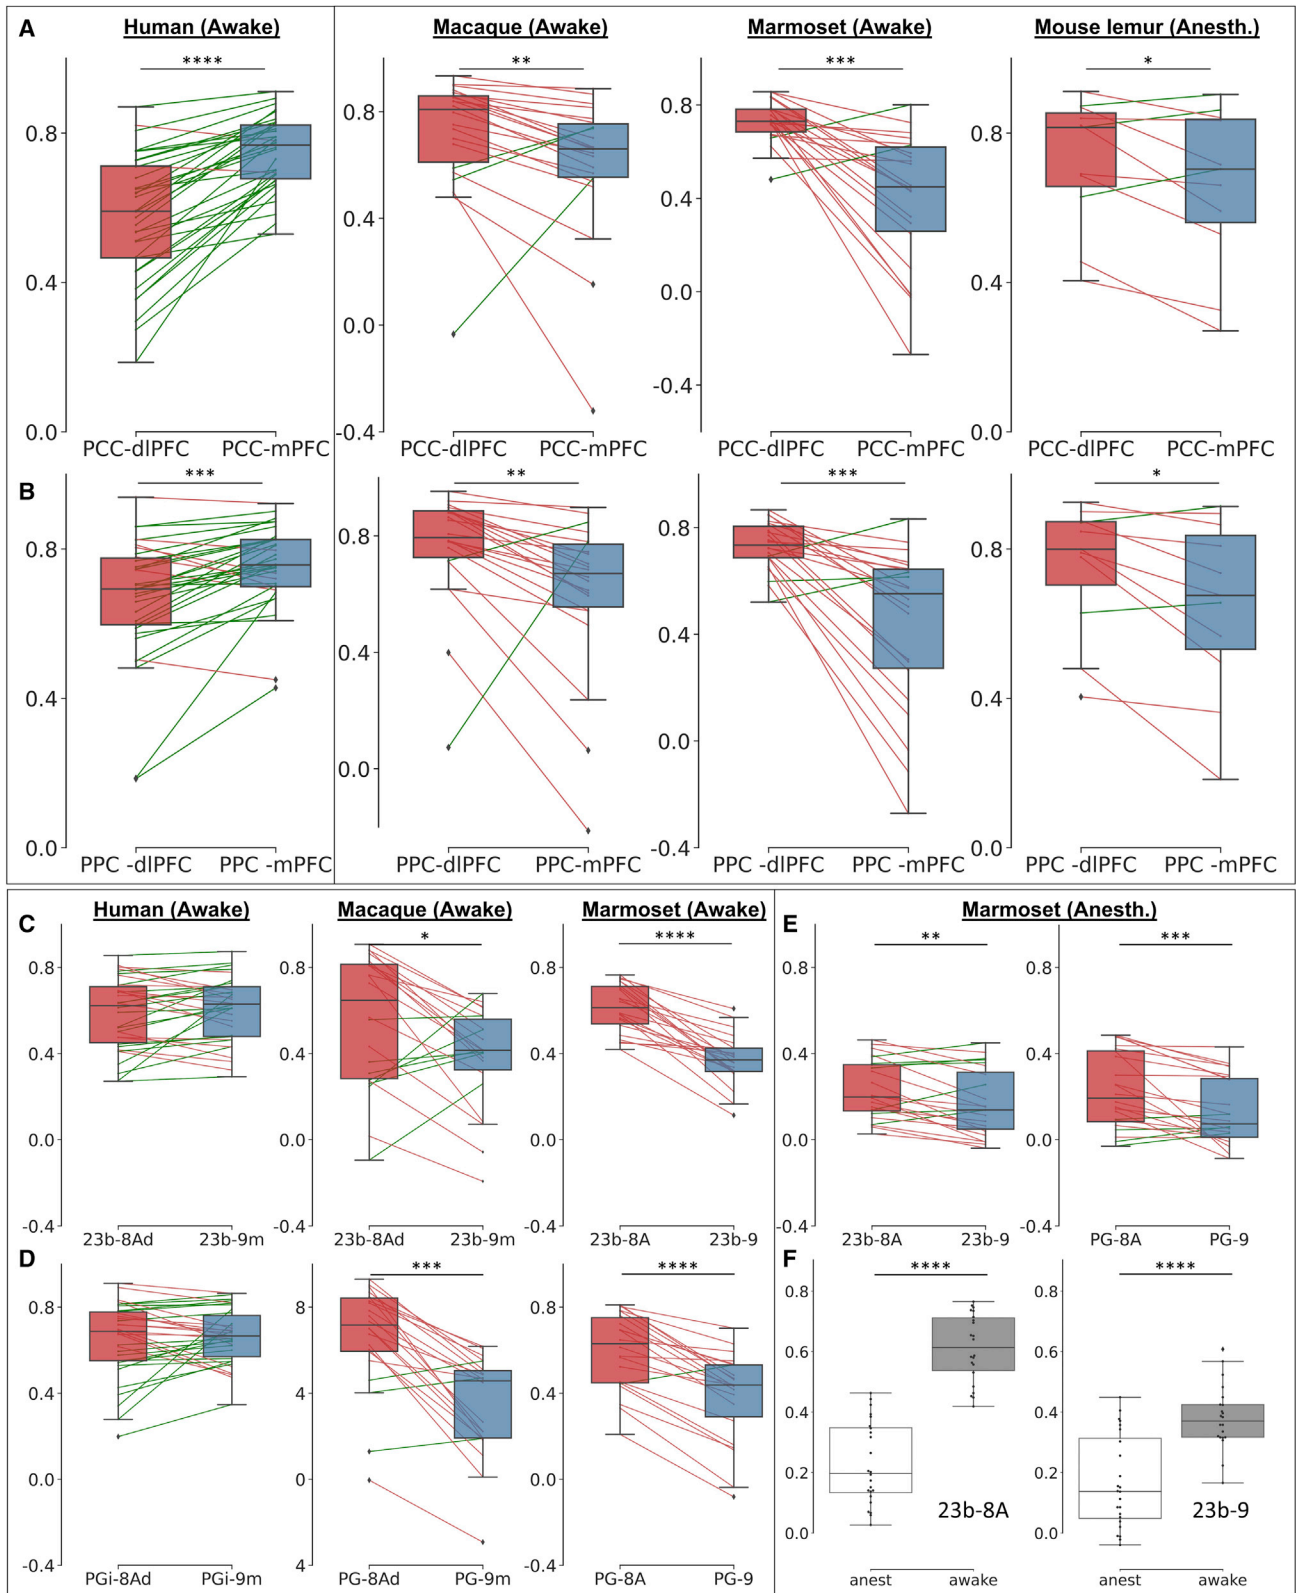 A
Human (Awake)
Macaque (Awake)
Marmoset (Awake)
Mouse lemur (Anesth.)
****
**
***
*
0.8
0.4
0.0
0.8
0.4
0.0
-0.4
0.8
0.4
0.0
-0.4
0.8
0.4
0.0
PCC-dlPFC PCC-mPFC
PCC-dlPFC PCC-mPFC
PCC-dlPFC PCC-mPFC
PCC-dlPFC PCC-mPFC
B
***
**
***
*
0.8
0.4
0.0
0.8
0.4
0.0
0.8
0.4
0.0
-0.4
0.8
0.4
0.0
PPC -dlPFC PPC -mPFC
PPC-dlPFC PPC-mPFC
PPC -dlPFC PPC -mPFC
PPC -dlPFC PPC -mPFC
C
Human (Awake)
Macaque (Awake)
Marmoset (Awake)
*
****
0.8
0.4
0.0
-0.4
0.8
0.4
0.0
-0.4
0.8
0.4
0.0
-0.4
23b-8Ad 23b-9m
23b-8Ad 23b-9m
23b-8A 23b-9
E
Marmoset (Anesth.)
**
***
0.8
0.4
0.0
-0.4
0.8
0.4
0.0
-0.4
23b-8A 23b-9
PG-8A PG-9
D
***
****
0.8
0.4
0.0
-0.4
8
4
0
4
0.8
0.4
0.0
-0.4
PGi-8Ad PGi-9m
PG-8Ad PG-9m
PG-8A PG-9
F
****
****
0.8
0.6
0.4
0.2
0.0
23b-8A
anest awake
0.8
0.6
0.4
0.2
0.0
23b-9
anest awake